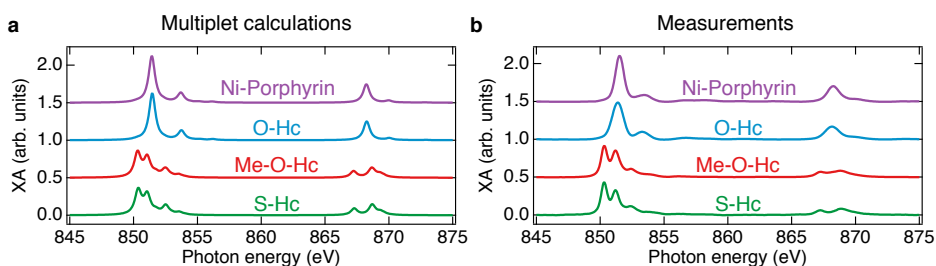 a
Multiplet calculations
XA (arb. units)
2.0
1.5
1.0
0.5
0.0
Ni-Porphyrin
O-Hc
Me-O-Hc
S-Hc
845 850 855 860 865 870 875
Photon energy (eV)
b
Measurements
XA (arb. units)
2.0
1.5
1.0
0.5
0.0
Ni-Porphyrin
O-Hc
Me-O-Hc
S-Hc
845 850 855 860 865 870 875
Photon energy (eV)